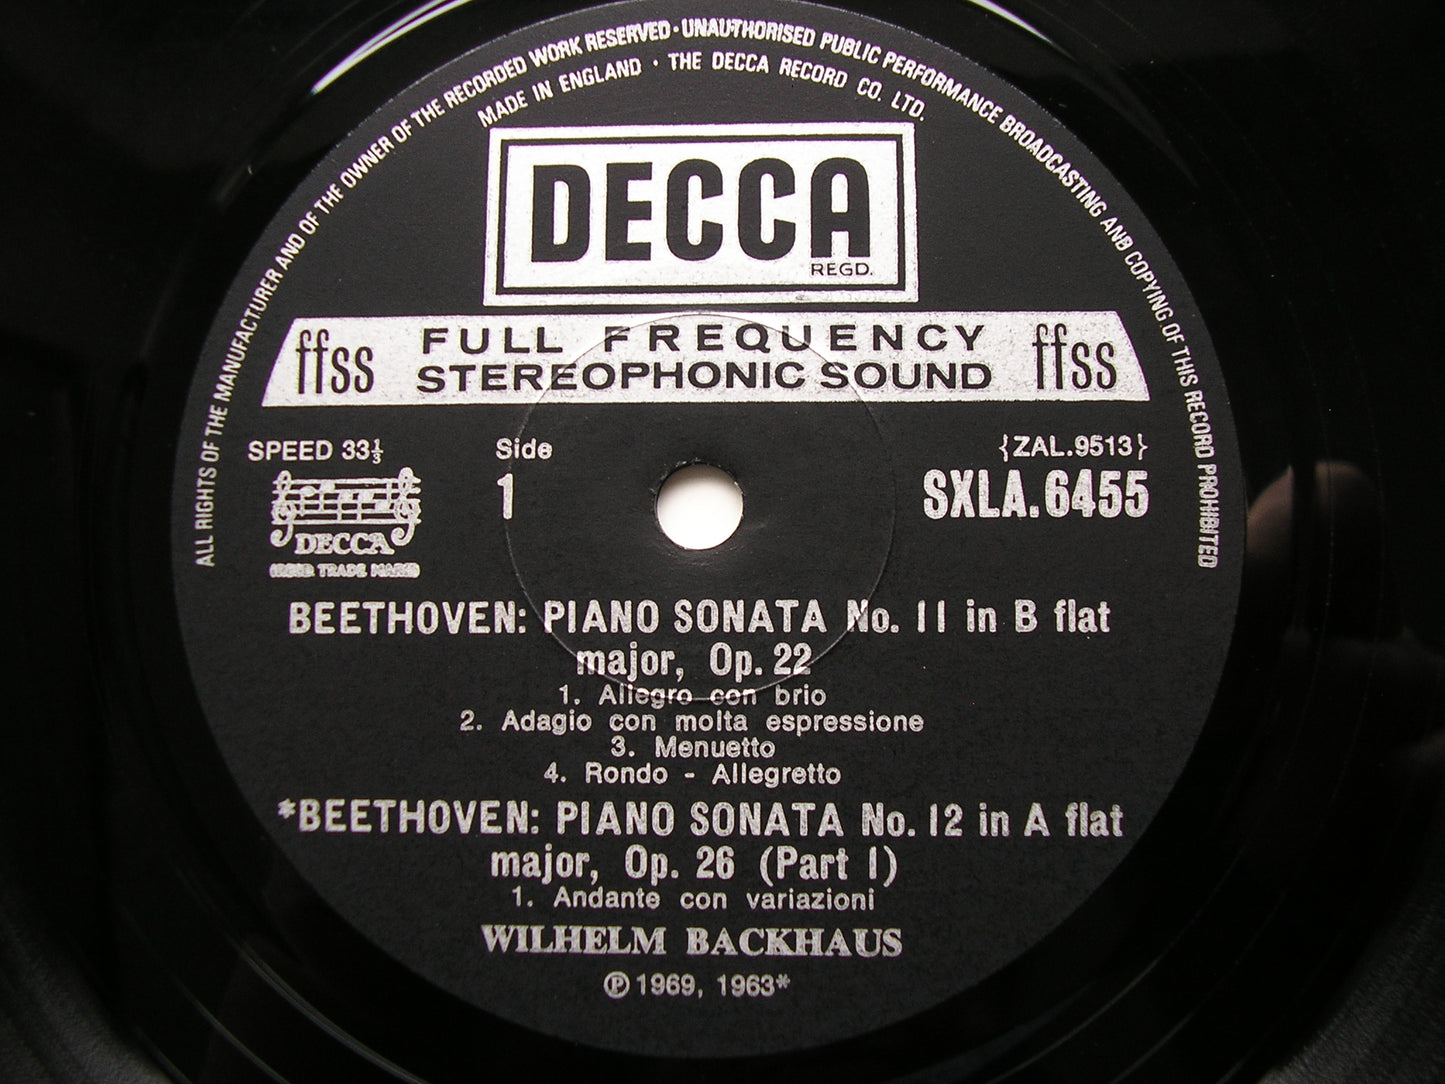 ALL RIGHTS OF THE MANUFACTURER AND OF THE OWNER OF THE RECORDED WORK RESERVED · UNAUTHORISED PUBLIC PERFORMANCE BROADCASTING AND COPYING OF THIS RECORD PROHIBITED
MADE IN ENGLAND · THE DECCA RECORD CO. LTD.
DECCA
REGD.
ffss FULL FREQUENCY ffss
STEREOPHONIC SOUND
SPEED 33⅓ Side {ZAL.9513}
1 SXLA.6455
DECCA
TRADE MARK
BEETHOVEN: PIANO SONATA No. 11 in B flat
major, Op. 22
1. Allegro con brio
2. Adagio con molta espressione
3. Menuetto
4. Rondo - Allegretto
*BEETHOVEN: PIANO SONATA No. 12 in A flat
major, Op. 26 (Part I)
1. Andante con variazioni
WILHELM BACKHAUS
℗ 1969, 1963*